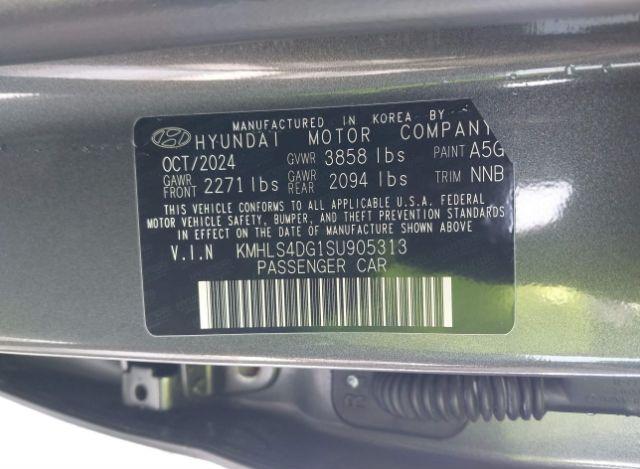 MANUFACTURED IN KOREA BY
HYUNDAI MOTOR COMPANY
OCT/2024 GVWR 3858 lbs PAINT A5G
GAWR FRONT 2271 lbs GAWR REAR 2094 lbs TRIM NNB
THIS VEHICLE CONFORMS TO ALL APPLICABLE U.S.A. FEDERAL
MOTOR VEHICLE SAFETY, BUMPER, AND THEFT PREVENTION STANDARDS
IN EFFECT ON THE DATE OF MANUFACTURE SHOWN ABOVE.
V.I.N KMHLS4DG1SU905313
PASSENGER CAR